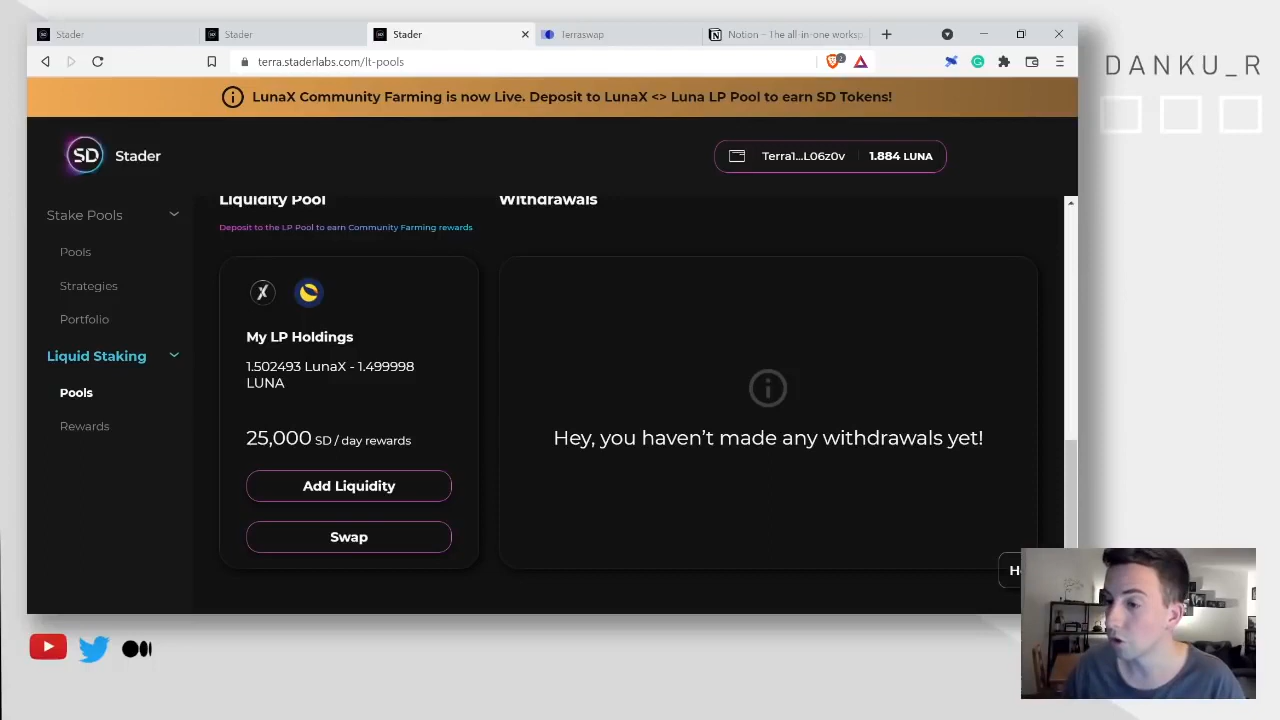 Stader
Stader
Stader
Terraswap
Notion – The all-in-one worksp
terra.staderlabs.com/lt-pools
2
DANKU_R
LunaX Community Farming is now Live. Deposit to LunaX <> Luna LP Pool to earn SD Tokens!
SD Stader
Terra1...L06z0v 1.884 LUNA
Stake Pools
Pools
Strategies
Portfolio
Liquid Staking
Pools
Rewards
Liquidity Pool
Deposit to the LP Pool to earn Community Farming rewards
My LP Holdings
1.502493 LunaX - 1.499998
LUNA
25,000 SD / day rewards
Add Liquidity
Swap
Withdrawals
Hey, you haven't made any withdrawals yet!